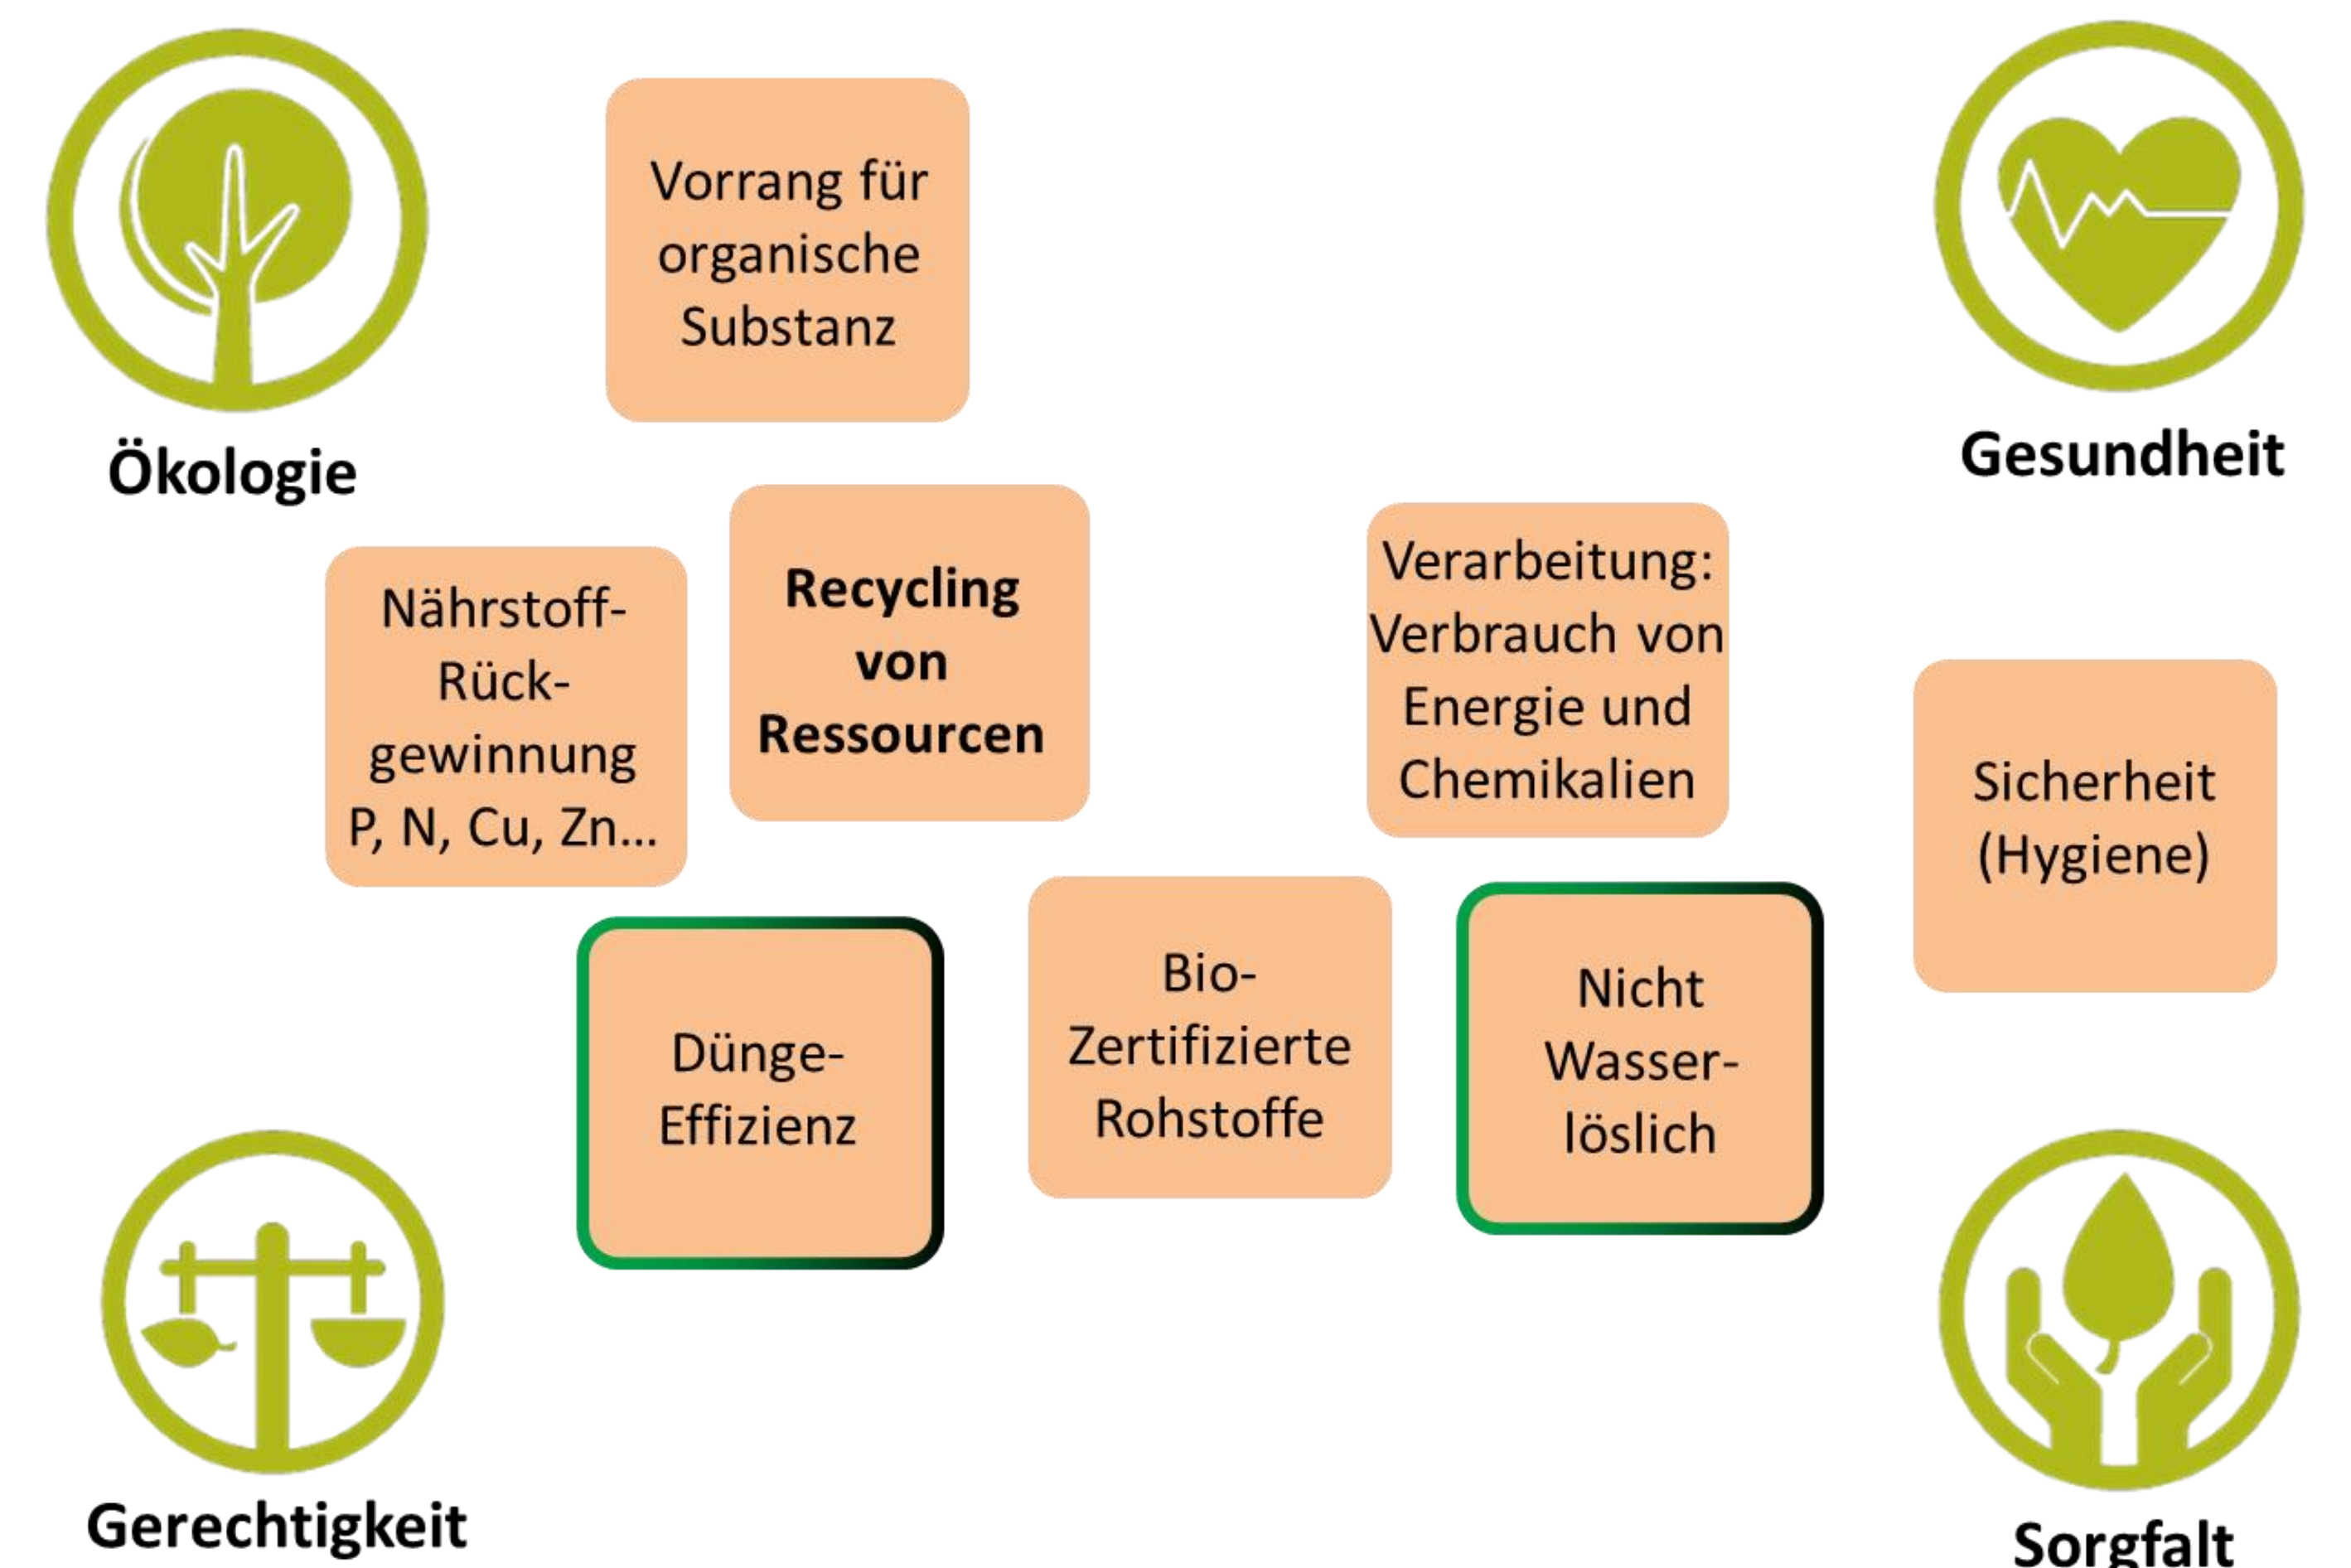 Vorrang für
organische
Substanz
Ökologie
Gesundheit
Nährstoff-
Rück-
gewinnung
P, N, Cu, Zn...
Recycling
von
Ressourcen
Verarbeitung:
Verbrauch von
Energie und
Chemikalien
Sicherheit
(Hygiene)
Dünge-
Effizienz
Bio-
Zertifizierte
Rohstoffe
Nicht
Wasser-
löslich
Gerechtigkeit
Sorgfalt